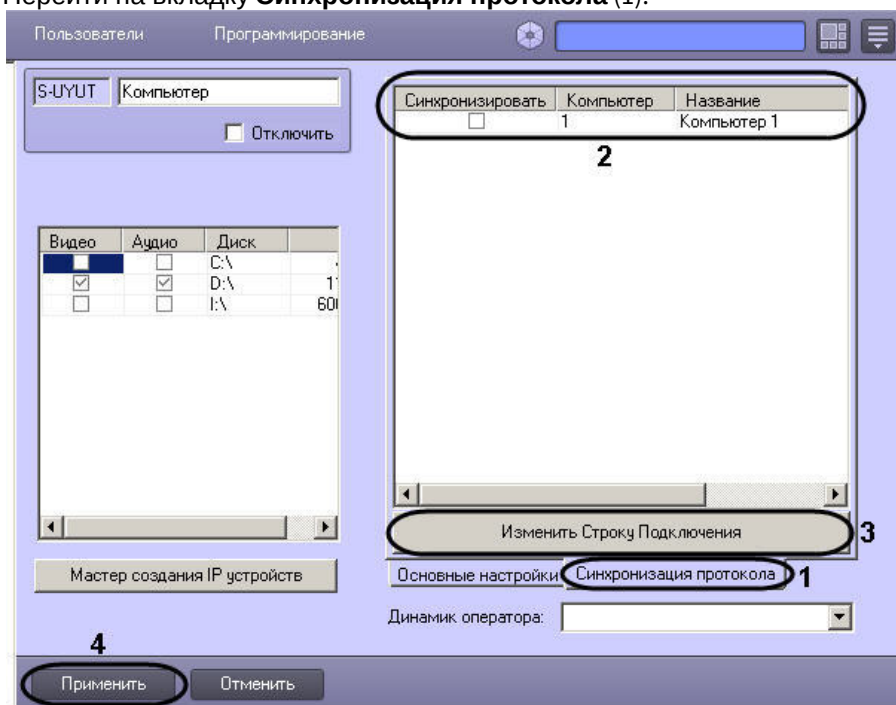 Перейти на вкладку Синхронизация протокола (1).
Пользователи Программирование
S-UYUT Компьютер
Отключить
Синхронизировать Компьютер Название
1 Компьютер 1
2
Видео Аудио Диск
C:\
D:\ 1
I:\ 60
Изменить Строку Подключения
3
Мастер создания IP устройств
Основные настройки Синхронизация протокола 1
Динамик оператора:
4
Применить Отменить